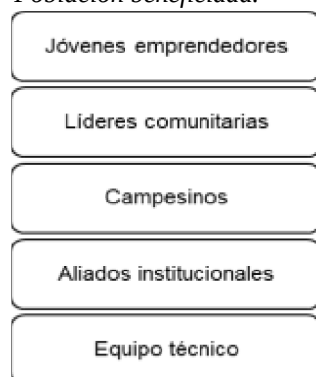 Población beneficiada:
Jóvenes emprendedores
Líderes comunitarias
Campesinos
Aliados institucionales
Equipo técnico